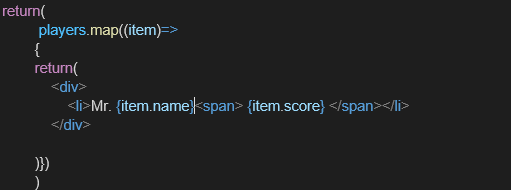 return(
players.map((item)=>
{
return(
<div>
<li>Mr. {item.name}<span> {item.score} </span></li>
</div>
)})
)